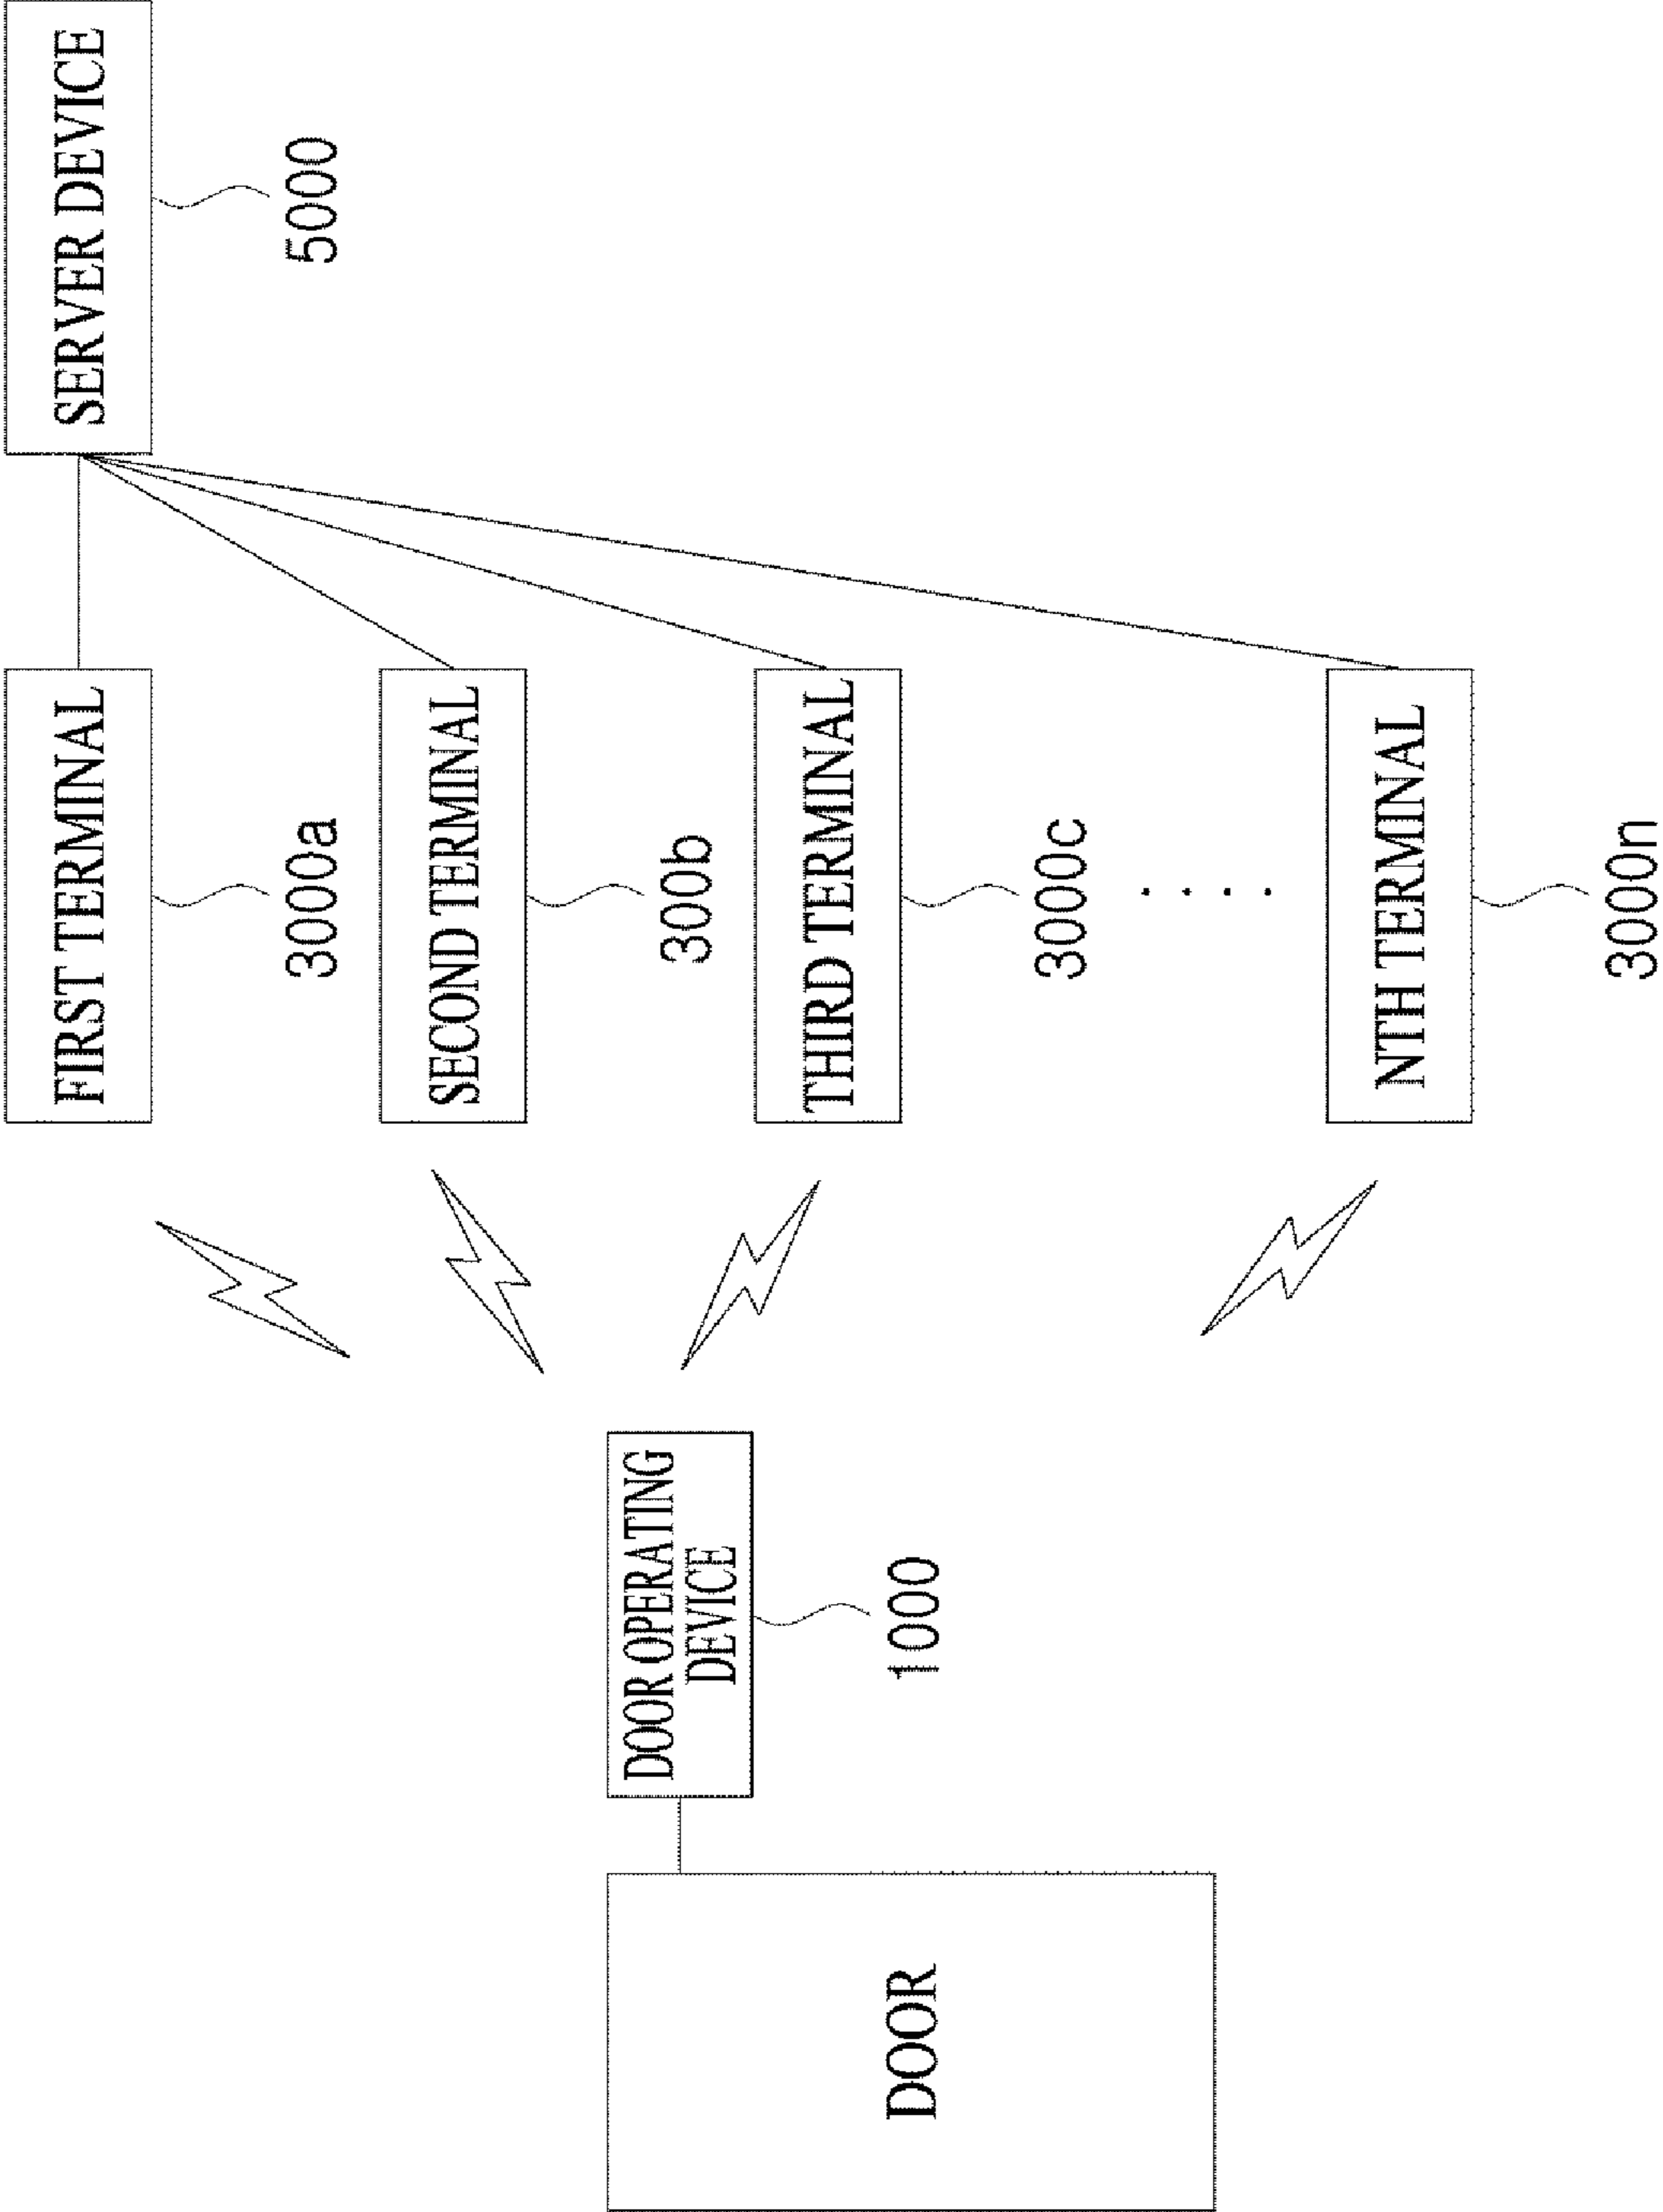 SERVER DEVICE
5000
FIRST TERMINAL
3000a
SECOND TERMINAL
300b
THIRD TERMINAL
3000c
NTH TERMINAL
3000n
DOOR OPERATING
DEVICE
1000
DOOR